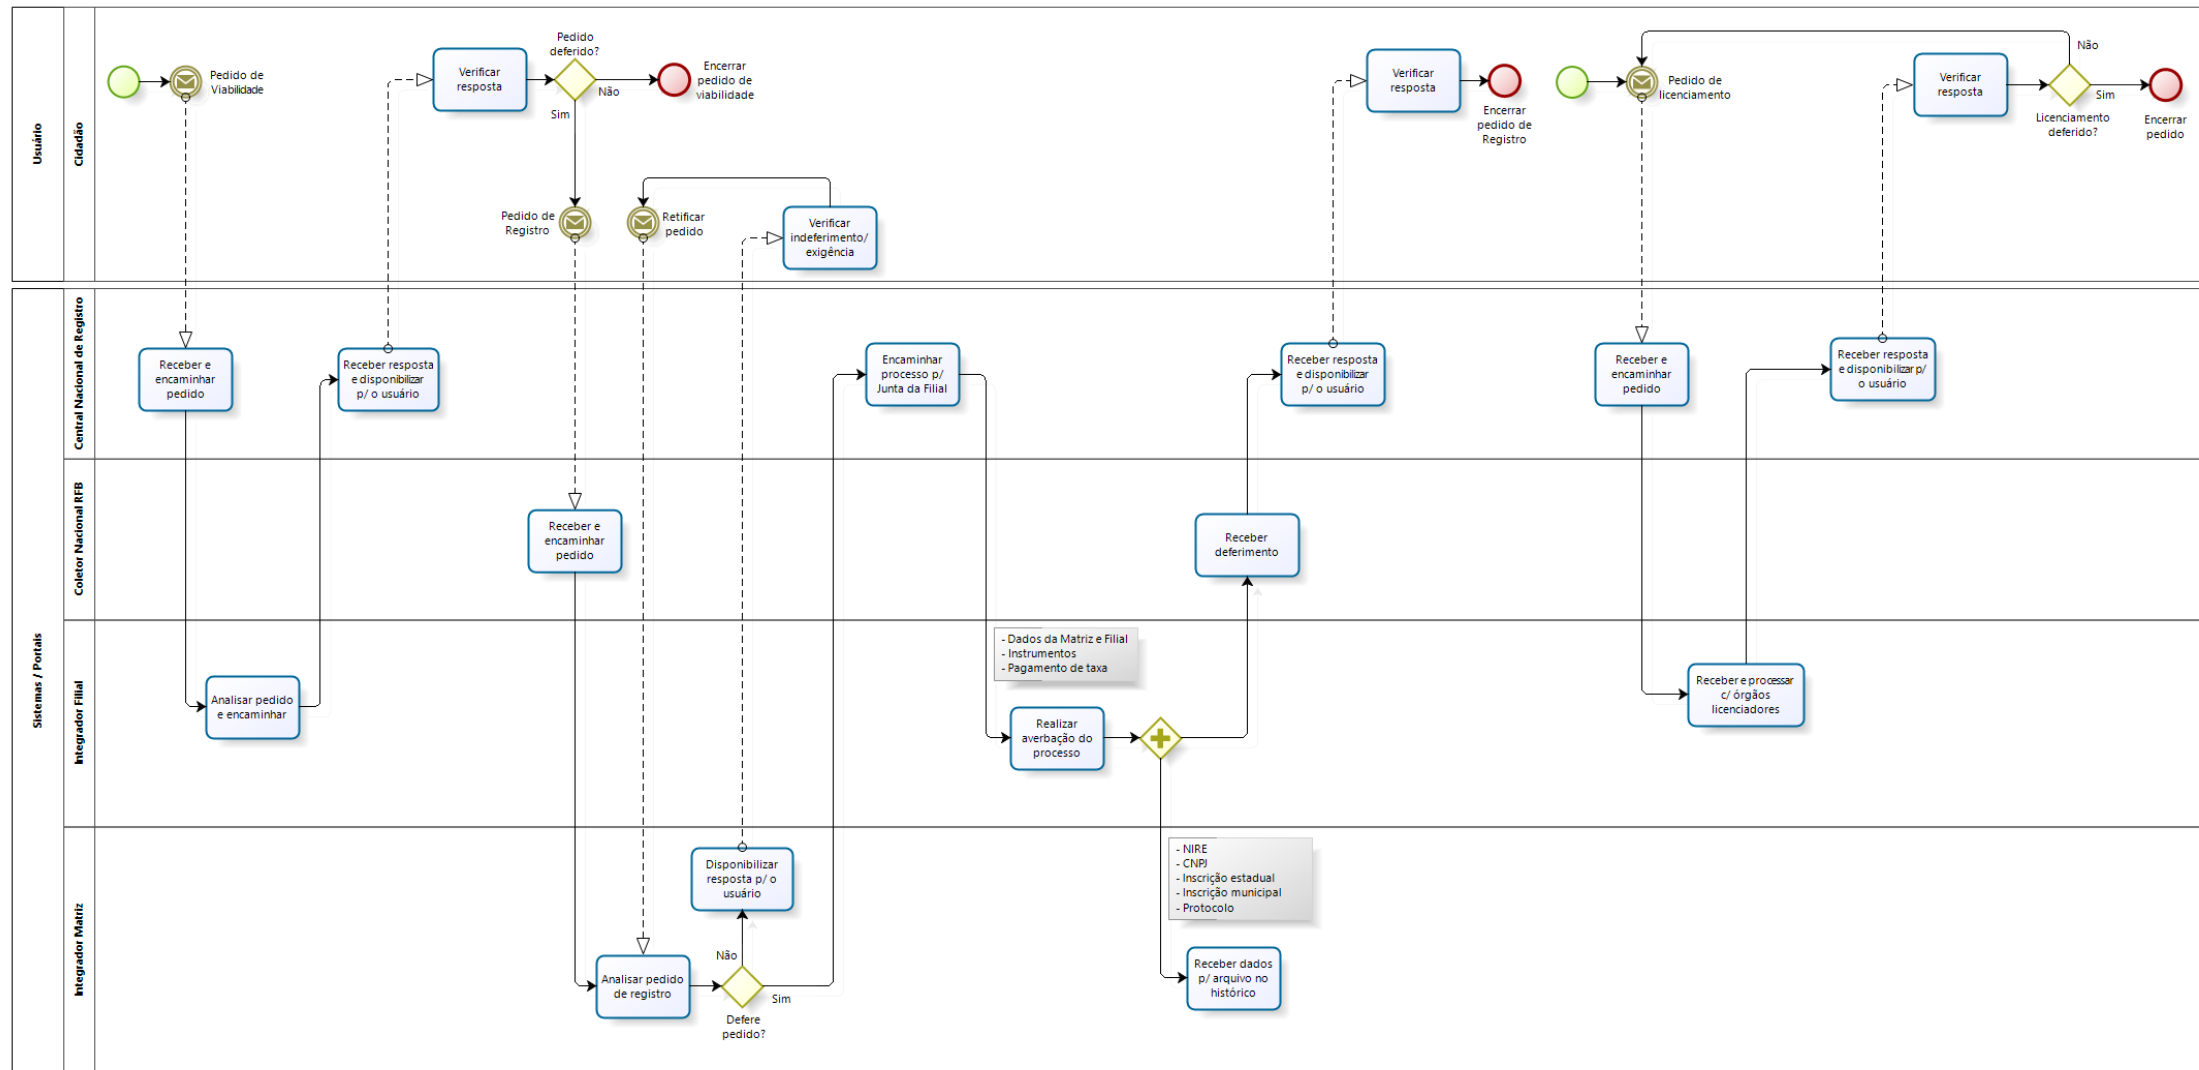 Usuário
Cidadão
Pedido de
Viabilidade
Verificar
resposta
Pedido
deferido?
Não
Sim
Encerrar
pedido de
viabilidade
Pedido de
Registro
Retificar
pedido
Verificar
indeferimento/
exigência
Verificar
resposta
Encerrar
pedido de
Registro
Pedido de
licenciamento
Verificar
resposta
Não
Sim
Licenciamento
deferido?
Encerrar
pedido
Sistemas / Portais
Central Nacional de Registro
Receber e
encaminhar
pedido
Receber resposta
e disponibilizar
p/ o usuário
Encaminhar
processo p/
Junta da Filial
Receber resposta
e disponibilizar
p/ o usuário
Receber e
encaminhar
pedido
Receber resposta
e disponibilizar p/
o usuário
Coletor Nacional RFB
Receber e
encaminhar
pedido
Receber
deferimento
Integrador Filial
Analisar pedido
e encaminhar
- Dados da Matriz e Filial
- Instrumentos
- Pagamento de taxa
Realizar
averbação do
processo
Receber e processar
c/ órgãos
licenciadores
Integrador Matriz
Disponibilizar
resposta p/ o
usuário
Não
Analisar pedido
de registro
Sim
Defere
pedido?
- NIRE
- CNPJ
- Inscrição estadual
- Inscrição municipal
- Protocolo
Receber dados
p/ arquivo no
histórico